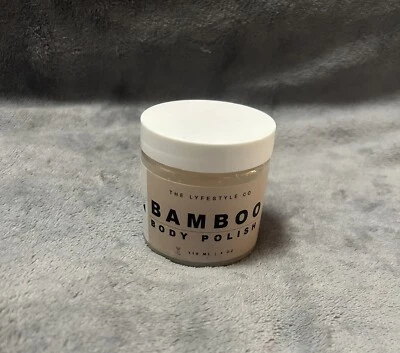 THE LYFESTYLE CO
BAMBOO
BODY POLISH